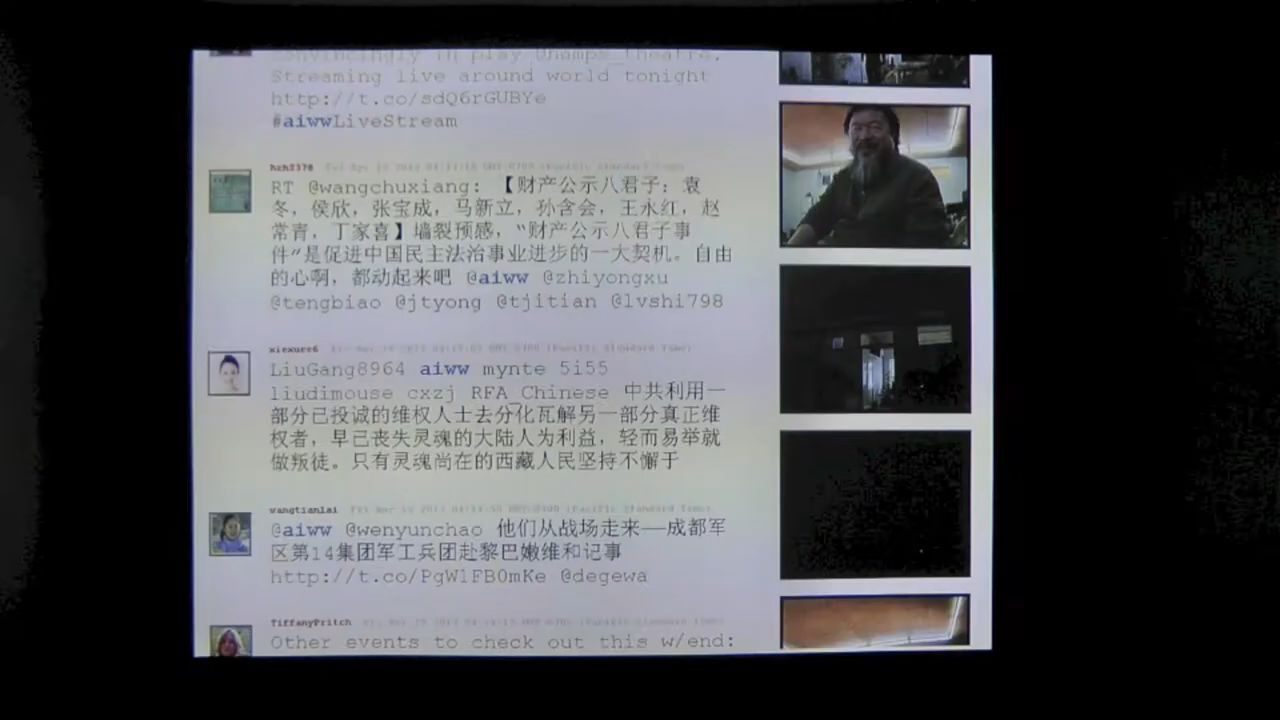 Convincingly in play @hampstheatre.
Streaming live around world tonight
http://t.co/sdQ6rGUBYe
#aiwwLiveStream
hzh2378
RT @wangchuxiang: 【财产公示八君子：袁
冬，侯欣，张宝成，马新立，孙含会，王永红，赵
常青，丁家喜】墙裂预感，“财产公示八君子事
件”是促进中国民主法治事业进步的一大契机。自由
的心啊，都动起来吧 @aiww @zhiyongxu
@tengbiao @jtyong @tjitian @lvshi798
LiuGang8964 aiww mynte 5i55
liudimouse cxzj RFA_Chinese 中共利用一
部分已投诚的维权人士去分化瓦解另一部分真正维
权者，早已丧失灵魂的大陆人为利益，轻而易举就
做叛徒。只有灵魂尚在的西藏人民坚持不懈于
wangtianlai
@aiww @wenyunchao 他们从战场走来——成都军
区第14集团军工兵团赴黎巴嫩维和记事
http://t.co/PgW1FB0mKe @degewa
TiffanyPritch
Other events to check out this w/end: